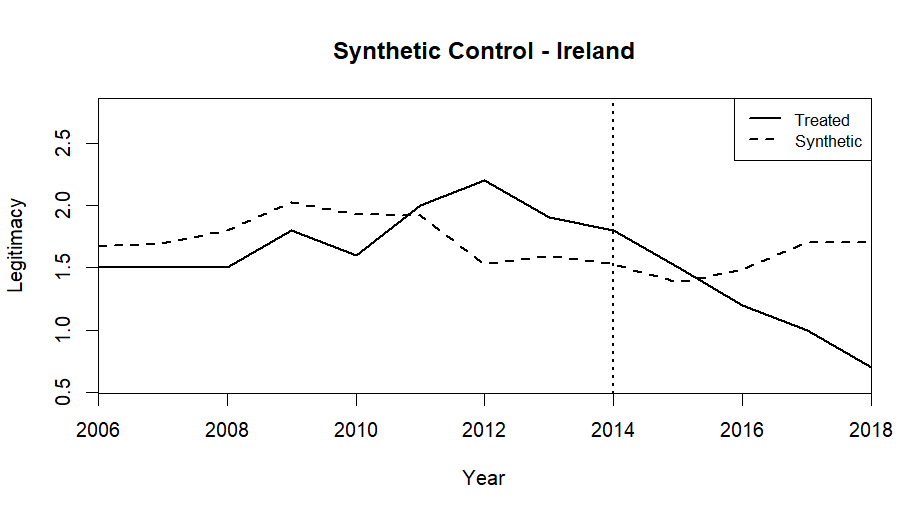 Synthetic Control - Ireland
Treated
Synthetic
2.5
2.0
1.5
1.0
0.5
Legitimacy
2006 2008 2010 2012 2014 2016 2018
Year